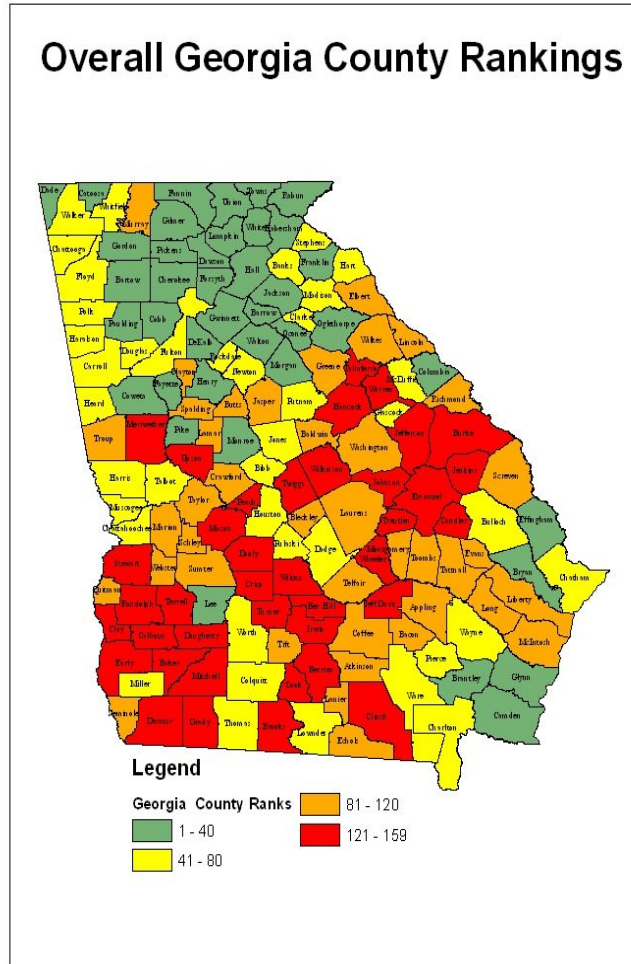 Overall Georgia County Rankings
Dade Catoosa Fannin Towns Rabun
Walker Whitfield Murray Gilmer Union
Lumpkin White Habersham
Chattooga Gordon Pickens Dawson Stephens
Banks Franklin Hart
Floyd Bartow Cherokee Forsyth Hall
Jackson Madison Elbert
Polk Paulding Cobb Gwinnett Barrow Clarke Oglethorpe
Haralson Douglas Fulton DeKalb Walton Oconee Wilkes Lincoln
Carroll Clayton Rockdale Newton Morgan Greene McDuffie Columbia
Heard Coweta Fayette Henry Warren Richmond
Spalding Butts Jasper Putnam Hancock Glascock
Troup Meriwether Pike Lamar Monroe Jones Baldwin Washington Jefferson Burke
Upson Bibb Wilkinson Jenkins Screven
Harris Talbot Crawford Twiggs Johnson Emanuel
Muscogee Taylor Peach Houston Bleckley Laurens Candler Bulloch Effingham
Chattahoochee Marion Macon Treutlen
Schley Pulaski Dodge Montgomery Evans
Stewart Webster Sumter Dooly Wheeler Toombs Tattnall Bryan Chatham
Quitman Crisp Wilcox Telfair Liberty
Randolph Terrell Lee Jeff Davis Appling Long
Turner Ben Hill
Clay Calhoun Dougherty Worth Irwin Coffee Bacon Wayne McIntosh
Tift
Early Baker Mitchell Berrien Atkinson Pierce
Miller Colquitt Cook Ware Brantley Glynn
Lanier Clinch
Seminole Decatur Grady Thomas Brooks Lowndes Charlton Camden
Echols
Legend
Georgia County Ranks
1 - 40
41 - 80
81 - 120
121 - 159